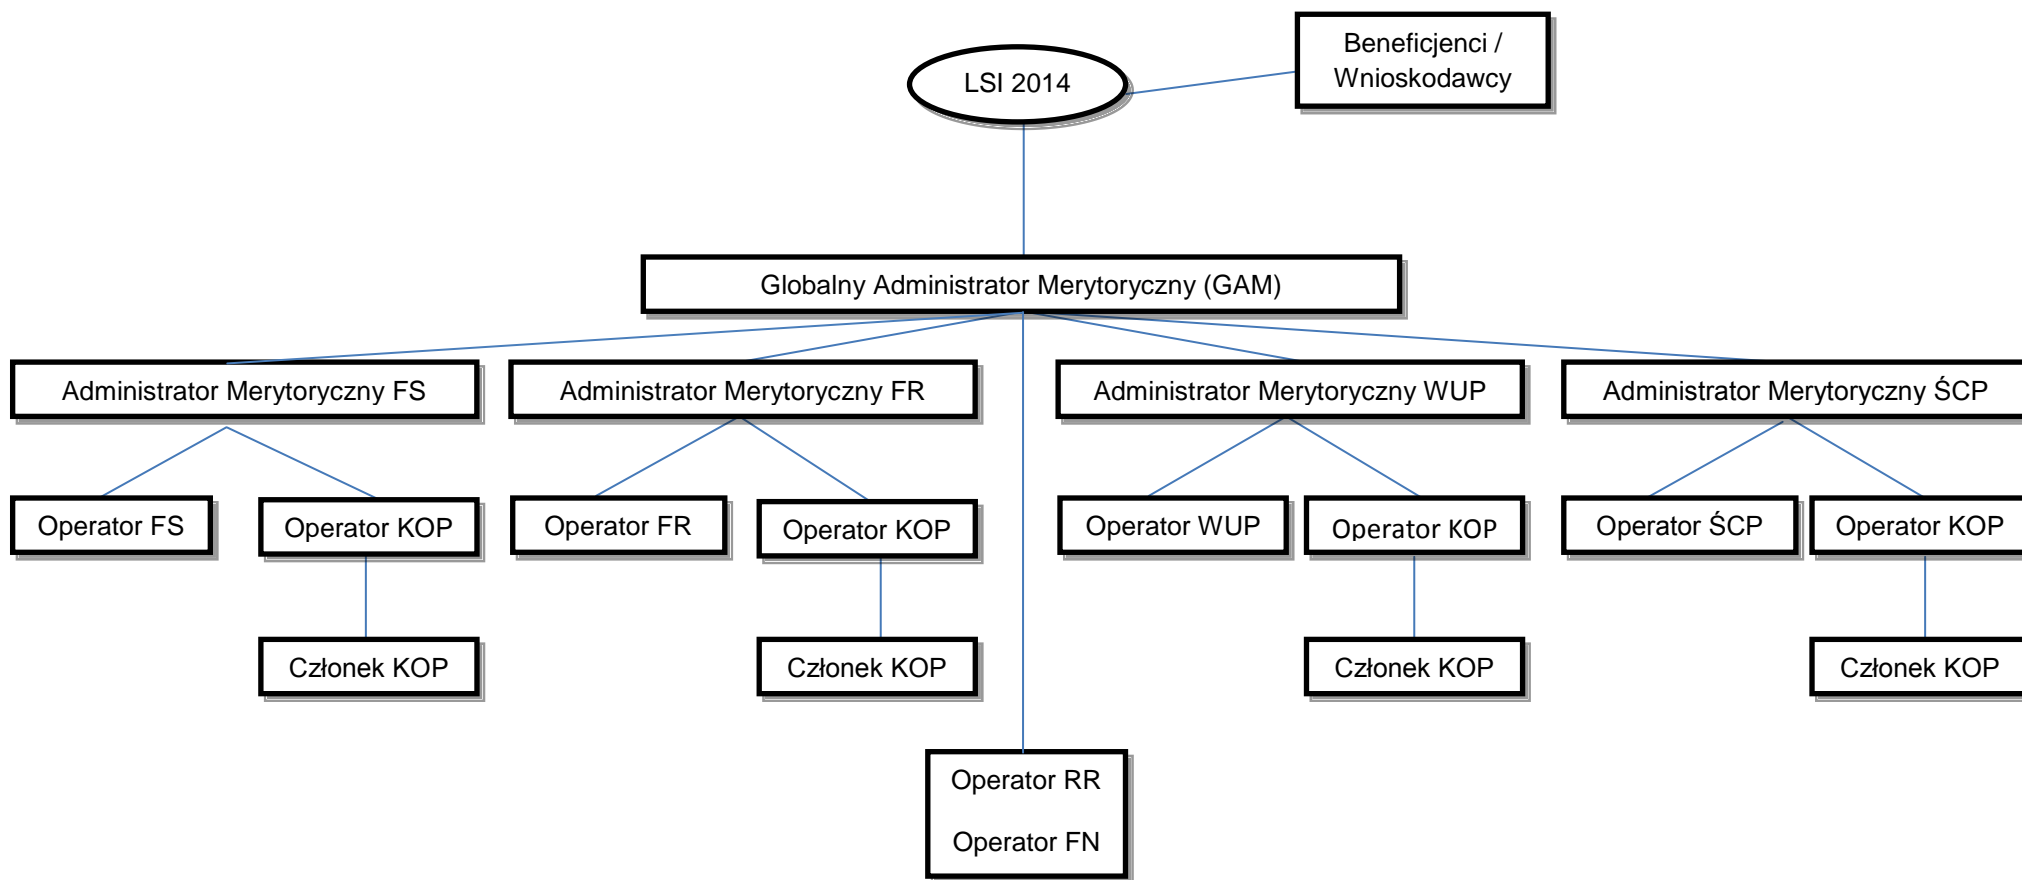 Beneficjenci /
Wnioskodawcy
LSI 2014
Globalny Administrator Merytoryczny (GAM)
Administrator Merytoryczny FS
Administrator Merytoryczny FR
Administrator Merytoryczny WUP
Administrator Merytoryczny ŚCP
Operator FS
Operator KOP
Operator FR
Operator KOP
Operator WUP
Operator KOP
Operator ŚCP
Operator KOP
Członek KOP
Członek KOP
Członek KOP
Członek KOP
Operator RR
Operator FN